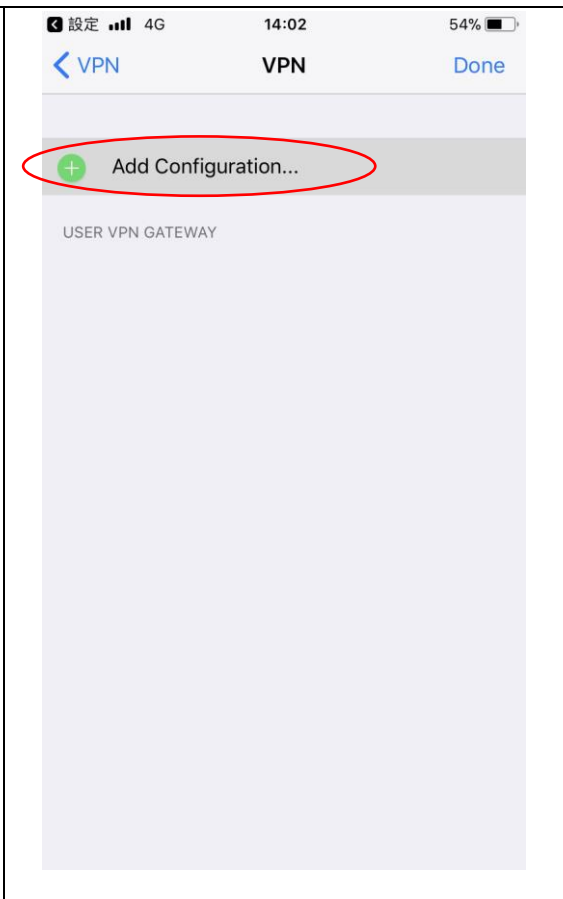 設定 4G 14:02 54%
VPN VPN Done
Add Configuration...
USER VPN GATEWAY